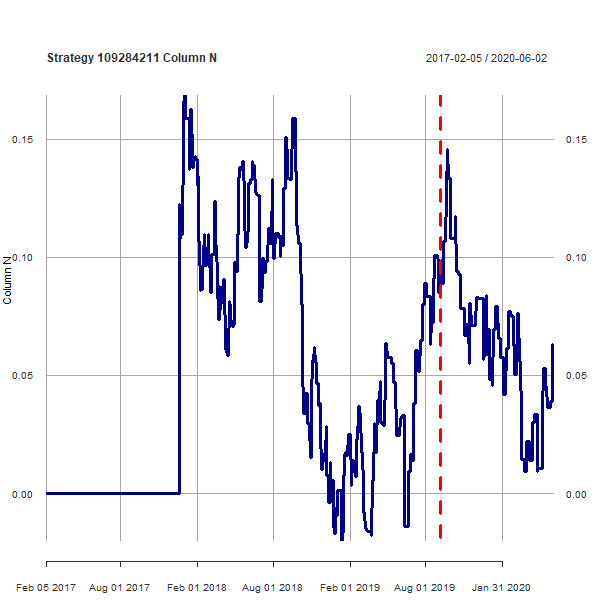 Strategy 109284211 Column N
2017-02-05 / 2020-06-02
0.15
0.15
0.10
0.10
Column N
0.05
0.05
0.00
0.00
Feb 05 2017
Aug 01 2017
Feb 01 2018
Aug 01 2018
Feb 01 2019
Aug 01 2019
Jan 31 2020